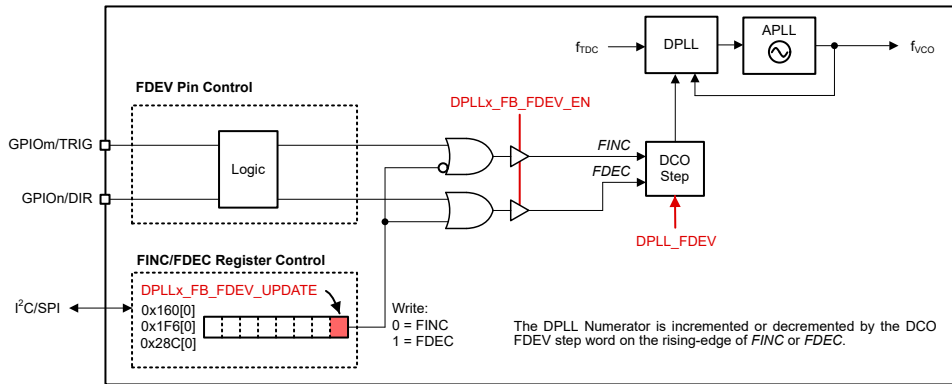 FDEV Pin Control
GPIOm/TRIG
GPIOn/DIR
Logic
DPLLx_FB_FDEV_EN
fTDC
DPLL
APLL
fVCO
FINC
FDEC
DCO
Step
DPLL_FDEV
FINC/FDEC Register Control
I²C/SPI
DPLLx_FB_FDEV_UPDATE
0x160[0]
0x1F6[0]
0x28C[0]
Write:
0 = FINC
1 = FDEC
The DPLL Numerator is incremented or decremented by the DCO
FDEV step word on the rising-edge of FINC or FDEC.